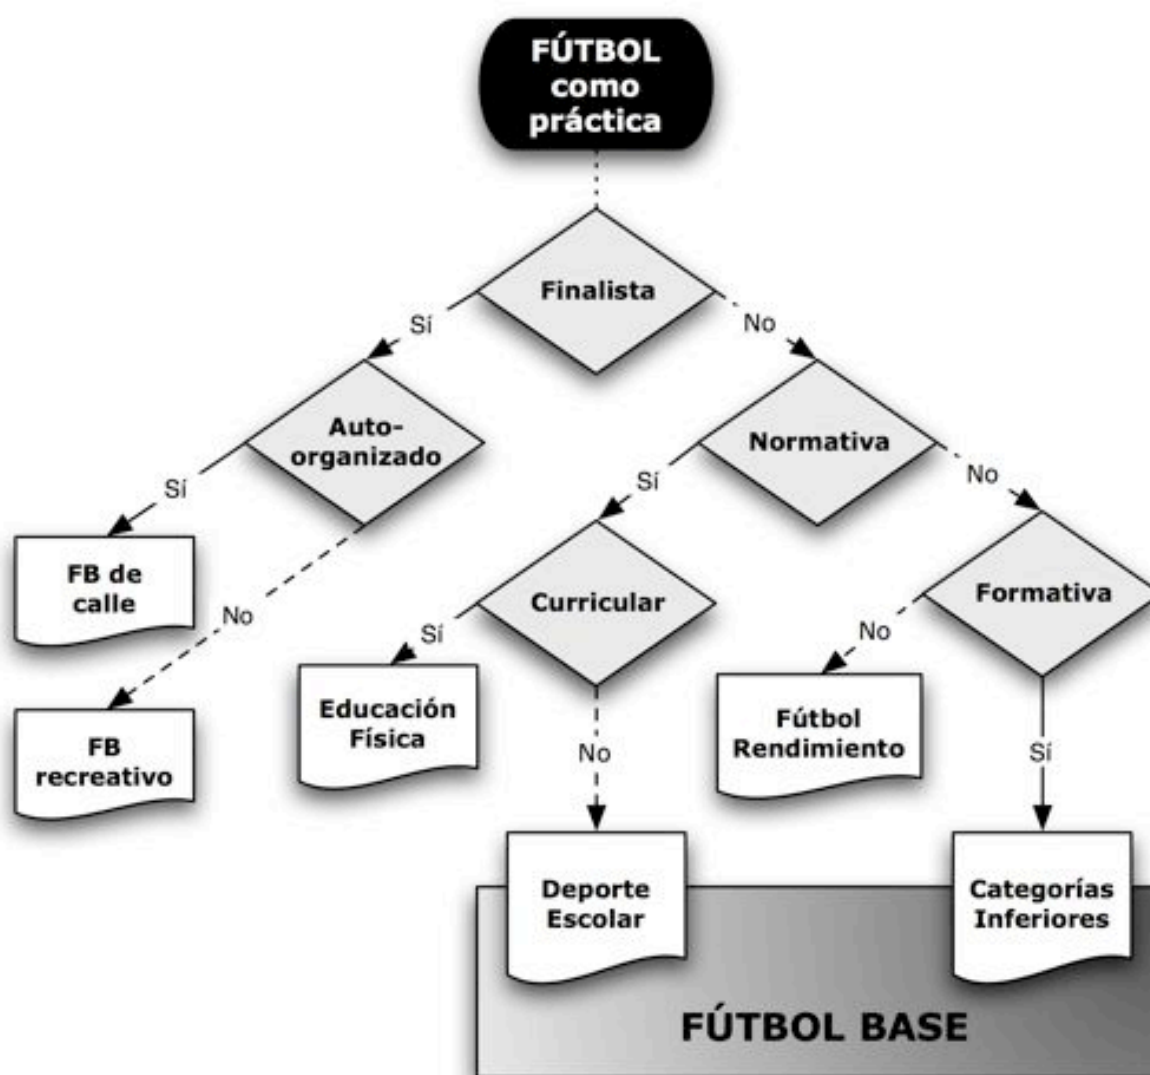 FÚTBOL
como
práctica
Finalista
Sí
No
Auto-
organizado
Normativa
Sí
No
Sí
No
FB de
calle
Curricular
Formativa
No
Sí
No
Educación
Física
Fútbol
Rendimiento
FB
recreativo
No
Sí
Deporte
Escolar
Categorías
Inferiores
FÚTBOL BASE